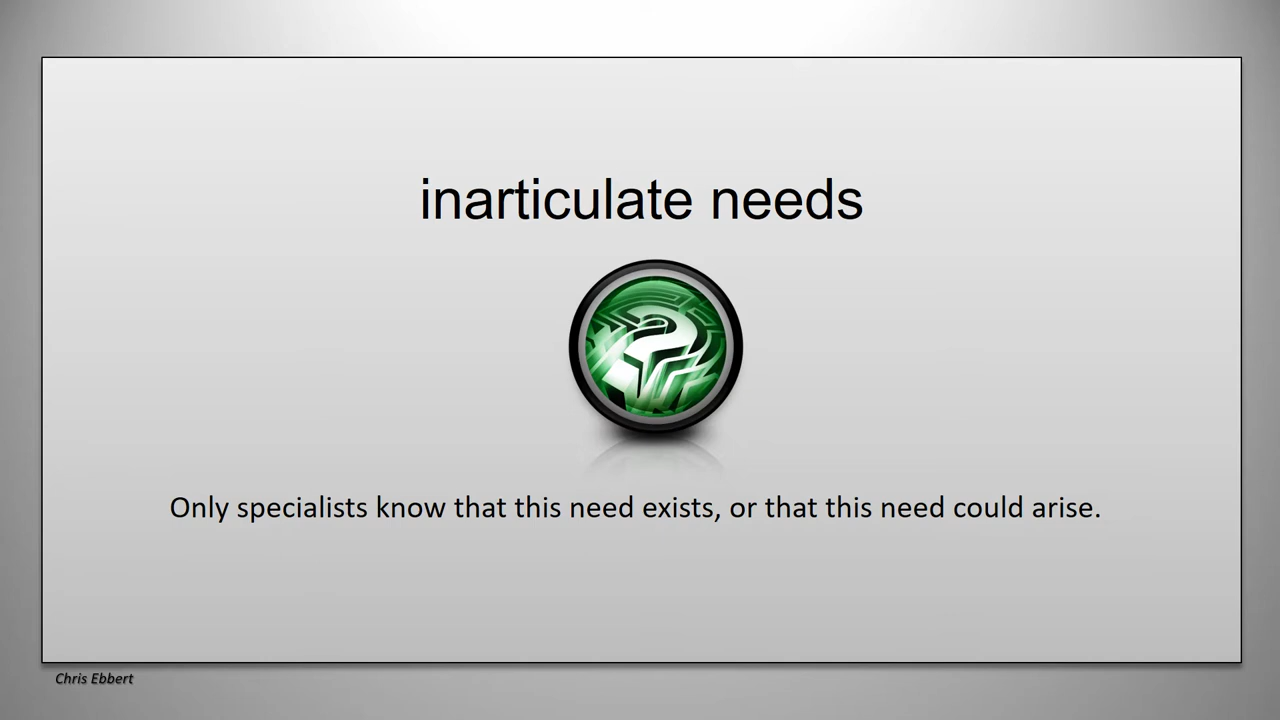 inarticulate needs
Only specialists know that this need exists, or that this need could arise.
Chris Ebbert